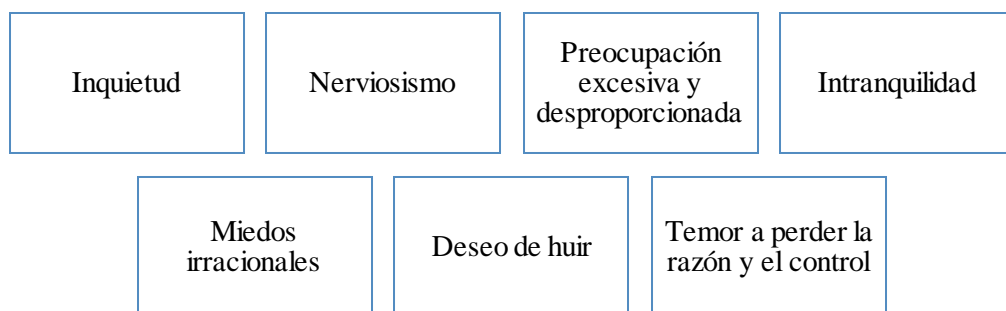 Inquietud
Nerviosismo
Preocupación
excesiva y
desproporcionada
Intranquilidad
Miedos
irracionales
Deseo de huir
Temor a perder la
razón y el control